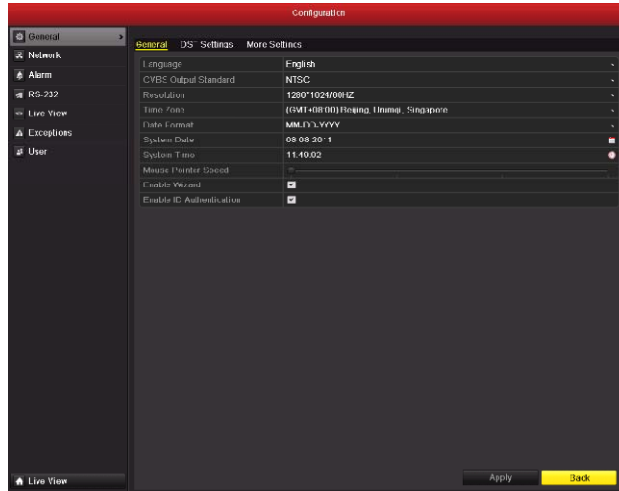 Configuration
General
Network
Alarm
RS-232
Live View
Exceptions
User
General DST Settings More Settings
Language English
CVBS Output Standard NTSC
Resolution 1280*1024/60HZ
Time Zone (GMT+08:00) Beijing, Urumqi, Singapore
Date Format MM-DD-YYYY
System Date 08-08-2011
System Time 11:40:02
Mouse Pointer Speed
Enable Wizard
Enable ID Authentication
Live View
Apply Back